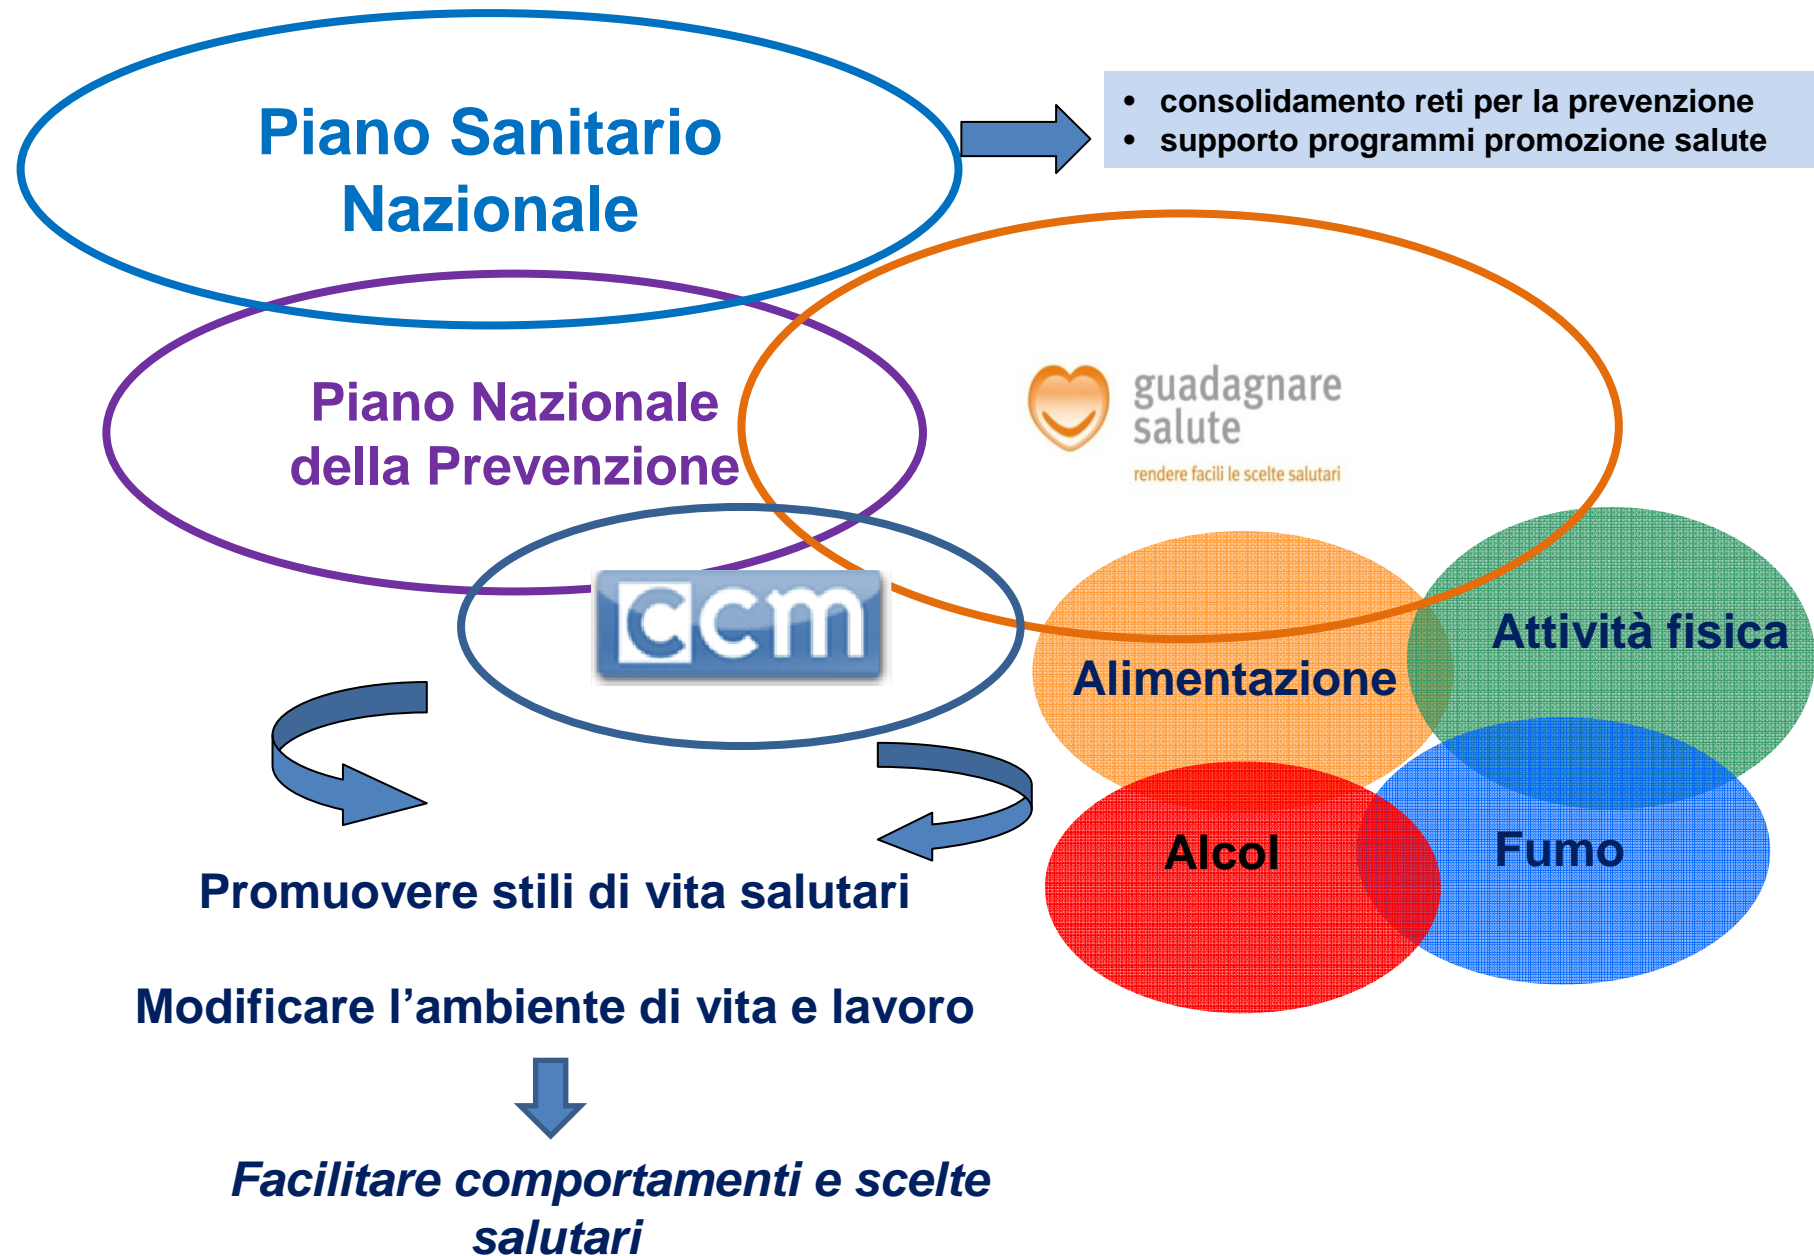 Piano Sanitario
Nazionale
• consolidamento reti per la prevenzione
• supporto programmi promozione salute
Piano Nazionale
della Prevenzione
guadagnare
salute
rendere facili le scelte salutari
ccm
Attività fisica
Alimentazione
Alcol
Fumo
Promuovere stili di vita salutari
Modificare l’ambiente di vita e lavoro
Facilitare comportamenti e scelte
salutari